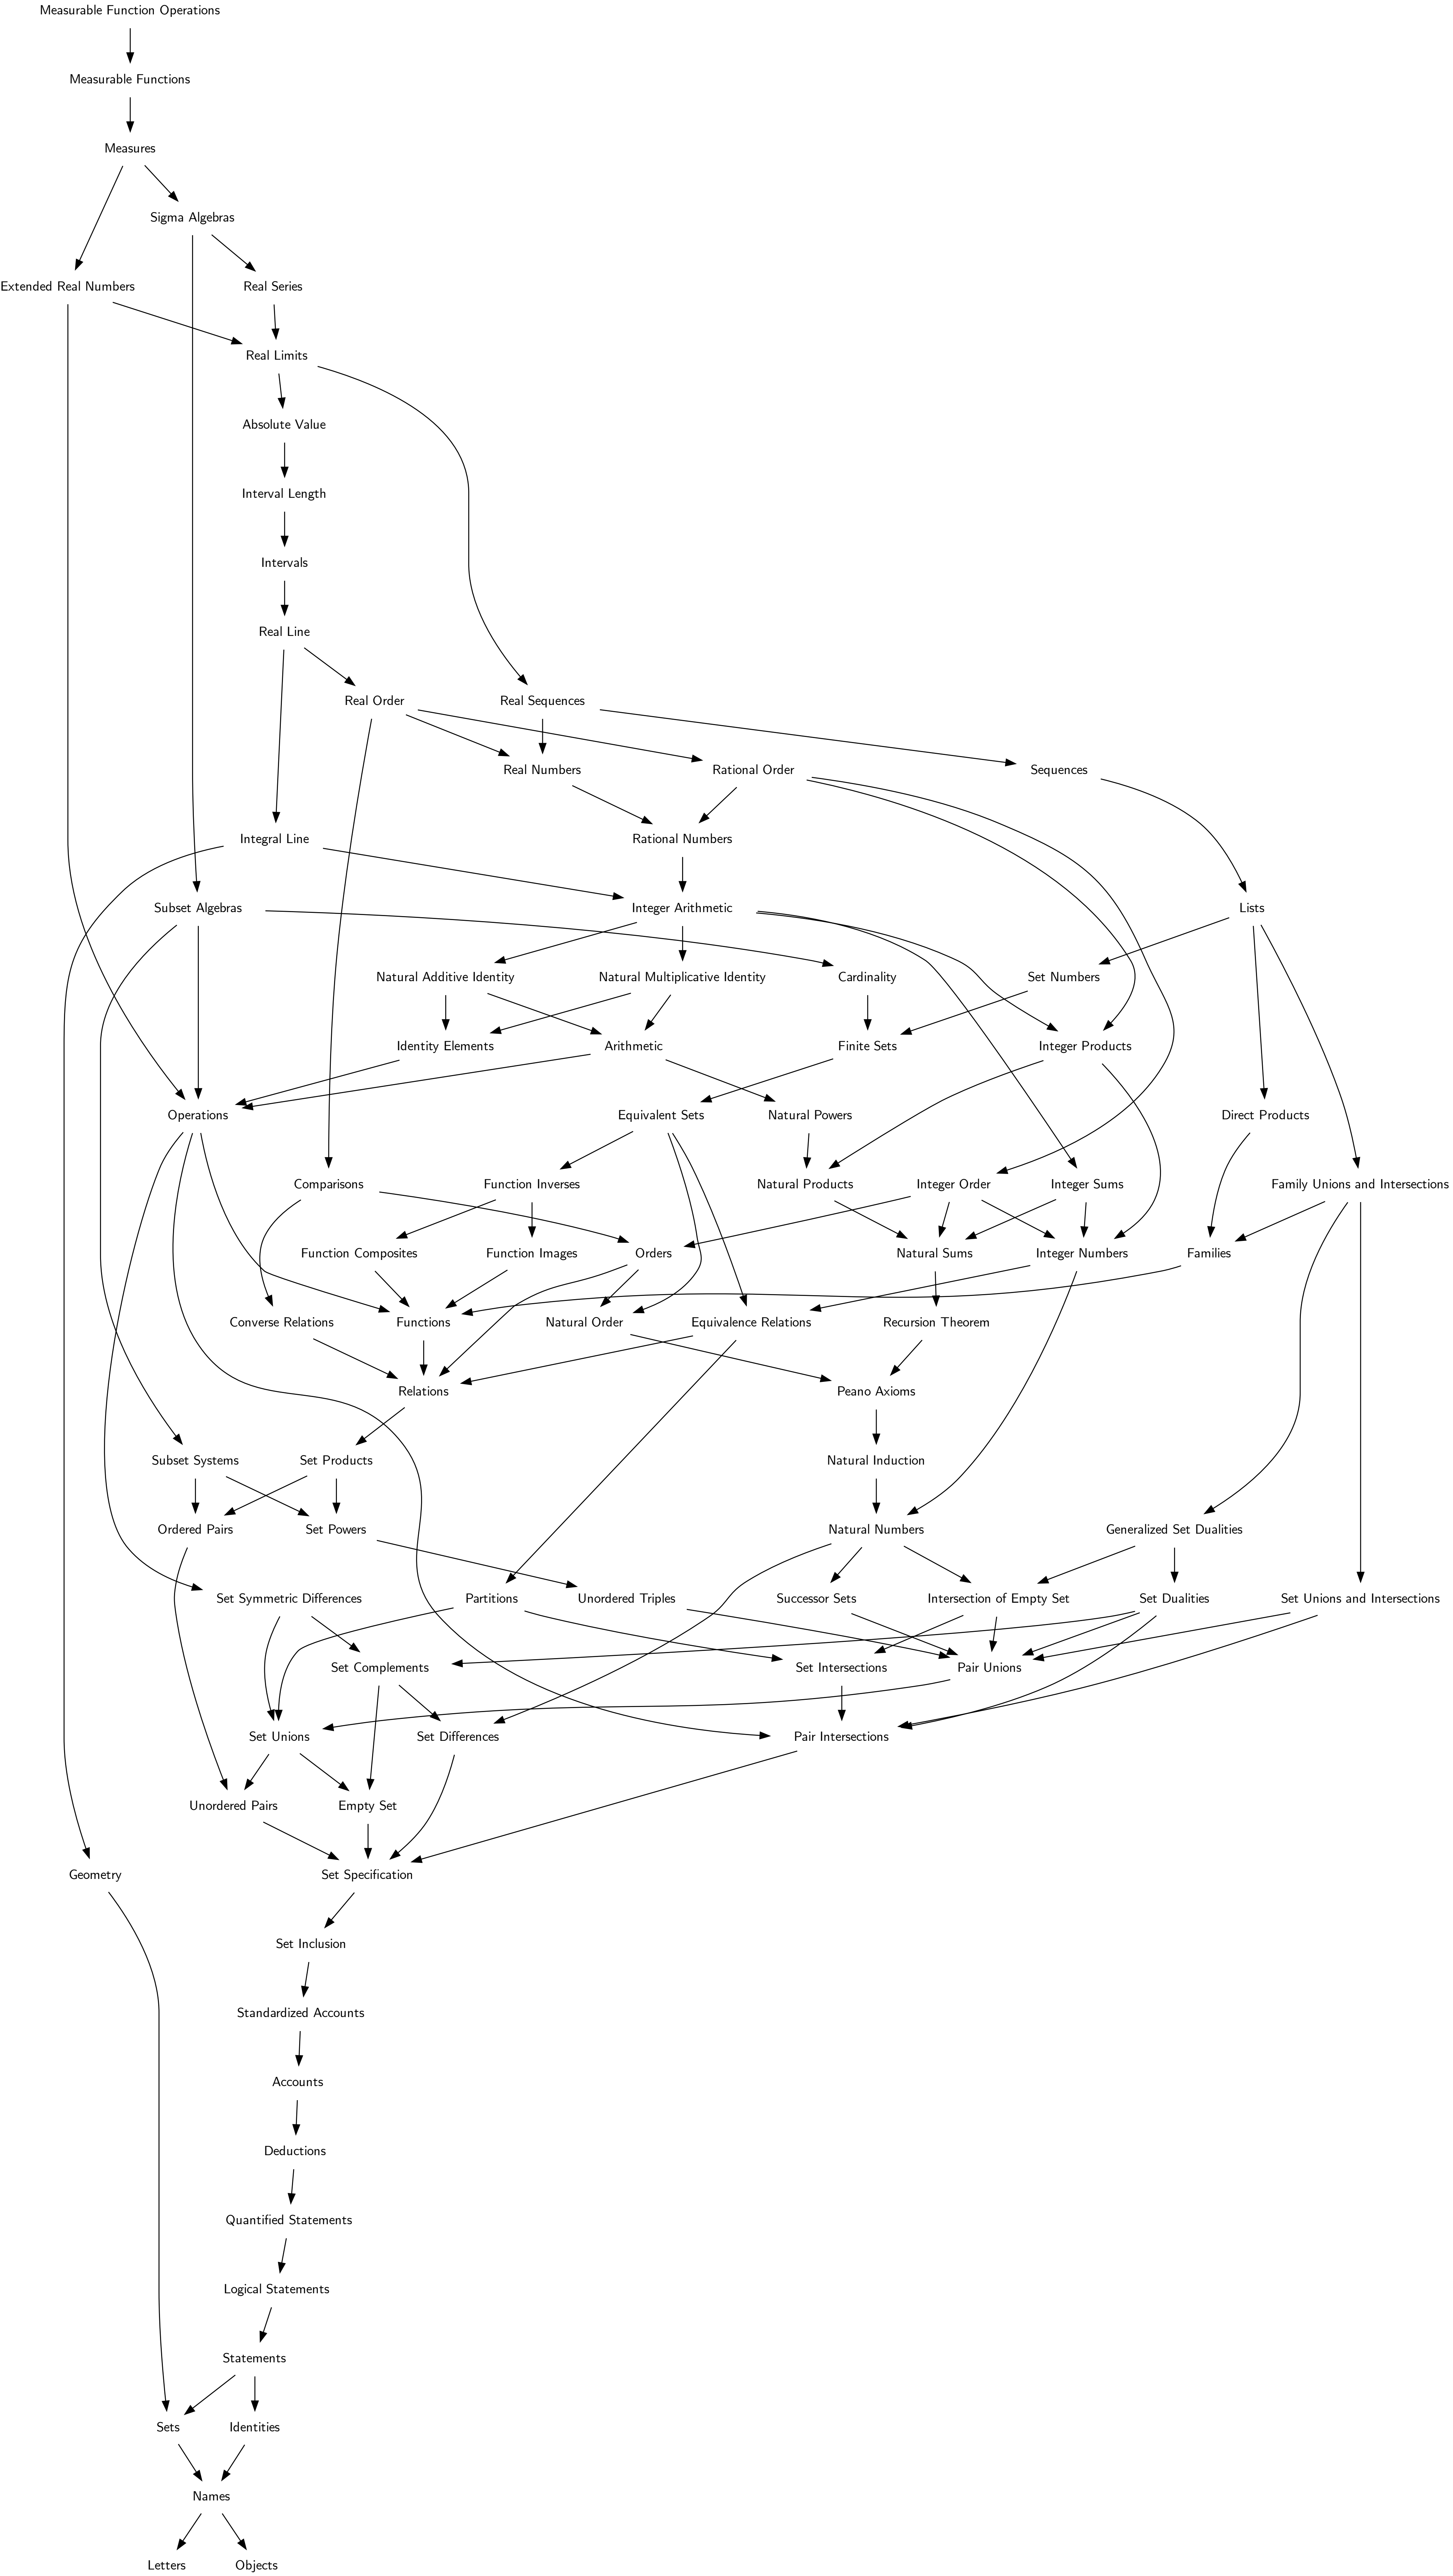 Measurable Function Operations
Measurable Functions
Measures
Sigma Algebras
Extended Real Numbers
Real Series
Real Limits
Absolute Value
Interval Length
Intervals
Real Line
Real Order
Real Sequences
Real Numbers
Rational Order
Sequences
Integral Line
Rational Numbers
Subset Algebras
Integer Arithmetic
Lists
Natural Additive Identity
Natural Multiplicative Identity
Cardinality
Set Numbers
Identity Elements
Arithmetic
Finite Sets
Integer Products
Operations
Equivalent Sets
Natural Powers
Direct Products
Comparisons
Function Inverses
Natural Products
Integer Order
Integer Sums
Family Unions and Intersections
Function Composites
Function Images
Orders
Natural Sums
Integer Numbers
Families
Converse Relations
Functions
Natural Order
Equivalence Relations
Recursion Theorem
Relations
Peano Axioms
Subset Systems
Set Products
Natural Induction
Ordered Pairs
Set Powers
Natural Numbers
Generalized Set Dualities
Set Symmetric Differences
Partitions
Unordered Triples
Successor Sets
Intersection of Empty Set
Set Dualities
Set Unions and Intersections
Set Complements
Set Intersections
Pair Unions
Set Unions
Set Differences
Pair Intersections
Unordered Pairs
Empty Set
Geometry
Set Specification
Set Inclusion
Standardized Accounts
Accounts
Deductions
Quantified Statements
Logical Statements
Statements
Sets
Identities
Names
Letters
Objects